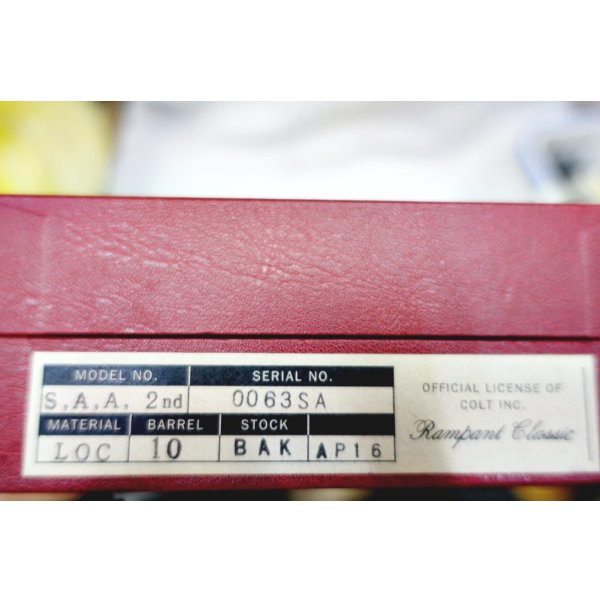 MODEL NO. SERIAL NO.
S,A,A, 2nd 0063SA
MATERIAL BARREL STOCK
LOC 10 BAK AP16
OFFICIAL LICENSE OF
COLT INC.
Rampant Classic